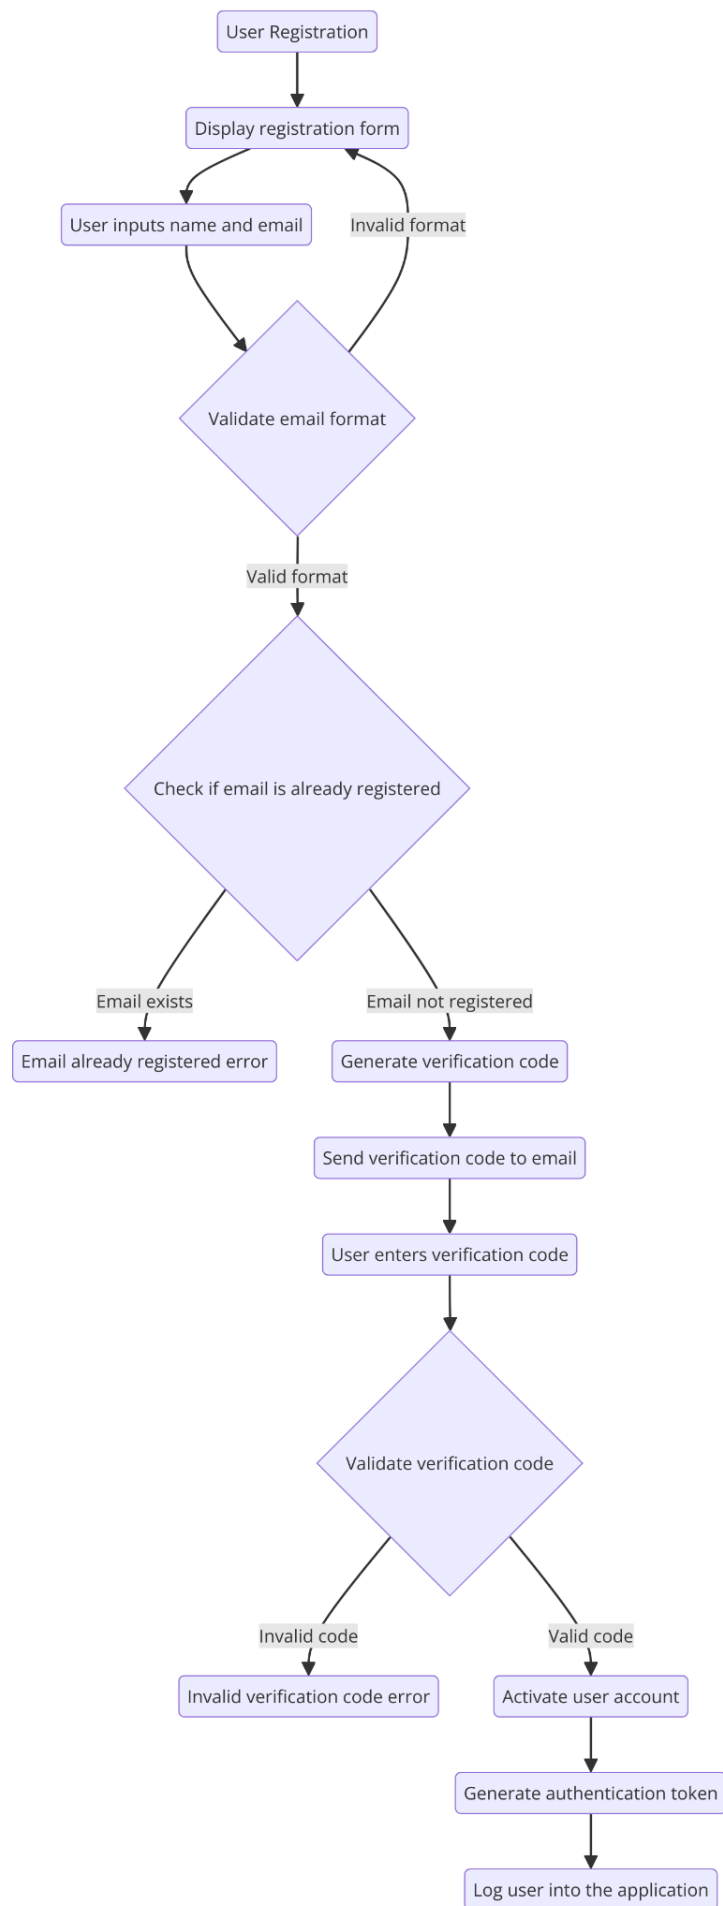 User Registration
Display registration form
User inputs name and email
Invalid format
Validate email format
Valid format
Check if email is already registered
Email exists
Email not registered
Email already registered error
Generate verification code
Send verification code to email
User enters verification code
Validate verification code
Invalid code
Valid code
Invalid verification code error
Activate user account
Generate authentication token
Log user into the application